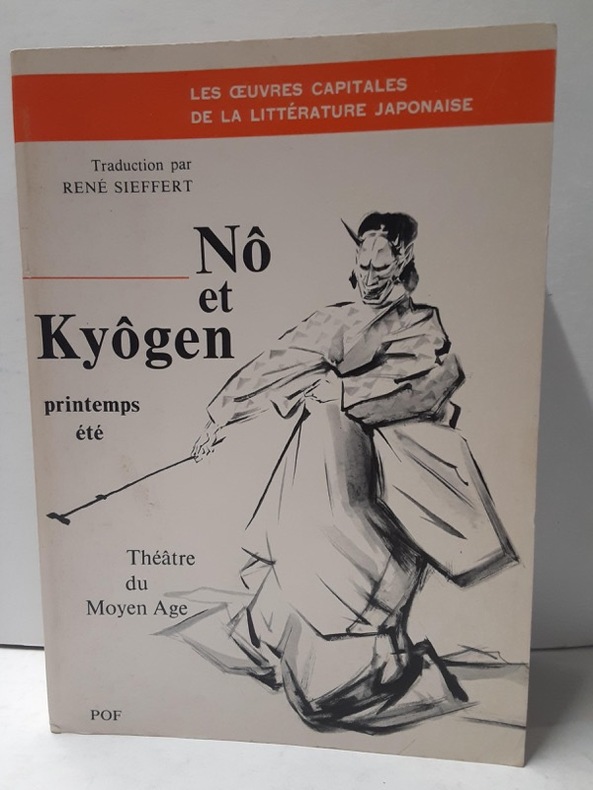 LES ŒUVRES CAPITALES
DE LA LITTÉRATURE JAPONAISE
Traduction par
RENÉ SIEFFERT
Nô
et
Kyôgen
printemps
été
Théâtre
du
Moyen Age
POF